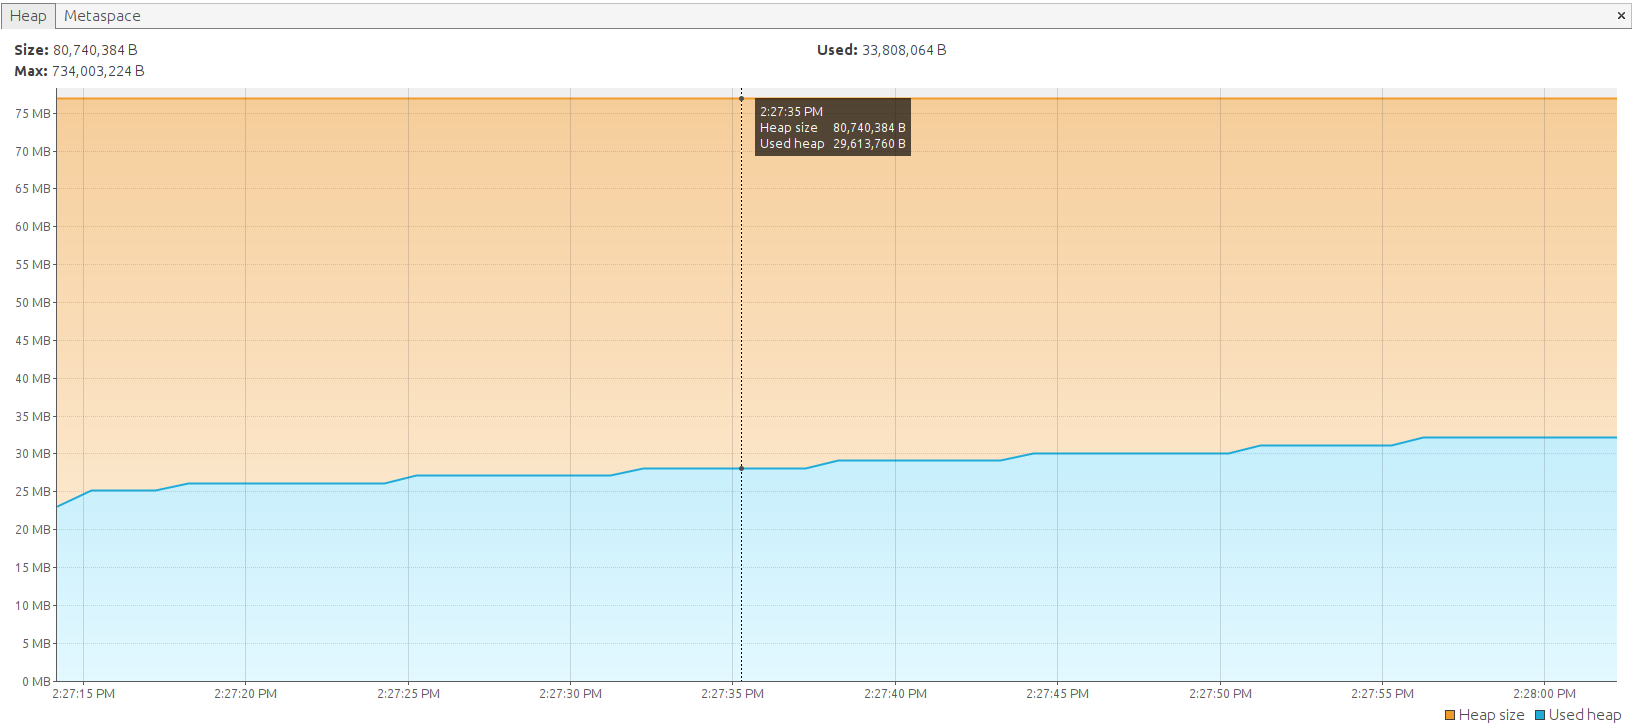 Heap Metaspace ×
Size: 80,740,384 B Used: 33,808,064 B
Max: 734,003,224 B
75 MB
70 MB
65 MB
60 MB
55 MB
50 MB
45 MB
40 MB
35 MB
30 MB
25 MB
20 MB
15 MB
10 MB
5 MB
0 MB
2:27:35 PM
Heap size 80,740,384 B
Used heap 29,613,760 B
2:27:15 PM 2:27:20 PM 2:27:25 PM 2:27:30 PM 2:27:35 PM 2:27:40 PM 2:27:45 PM 2:27:50 PM 2:27:55 PM 2:28:00 PM
Heap size Used heap